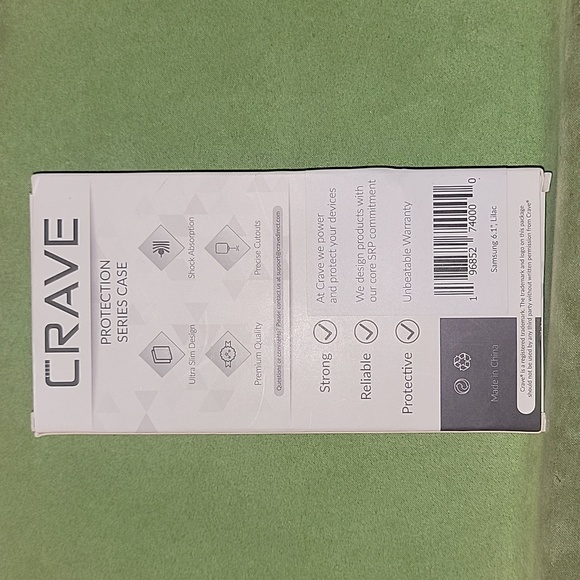 CRAVE
PROTECTION
SERIES CASE
Ultra Slim Design
Shock Absorption
Premium Quality
Precise Cutouts
Questions or comments? Please contact us at support@cravedirect.com
Strong
At Crave we power
and protect your devices
Reliable
We design products with
our core SRP commitment
Protective
Unbeatable Warranty
1 96852 74000 0
Samsung 6.1", Lilac
Made in China
Crave® is a registered trademark. The trademark and logo on this package
should not be used by any third party without written permission from Crave®